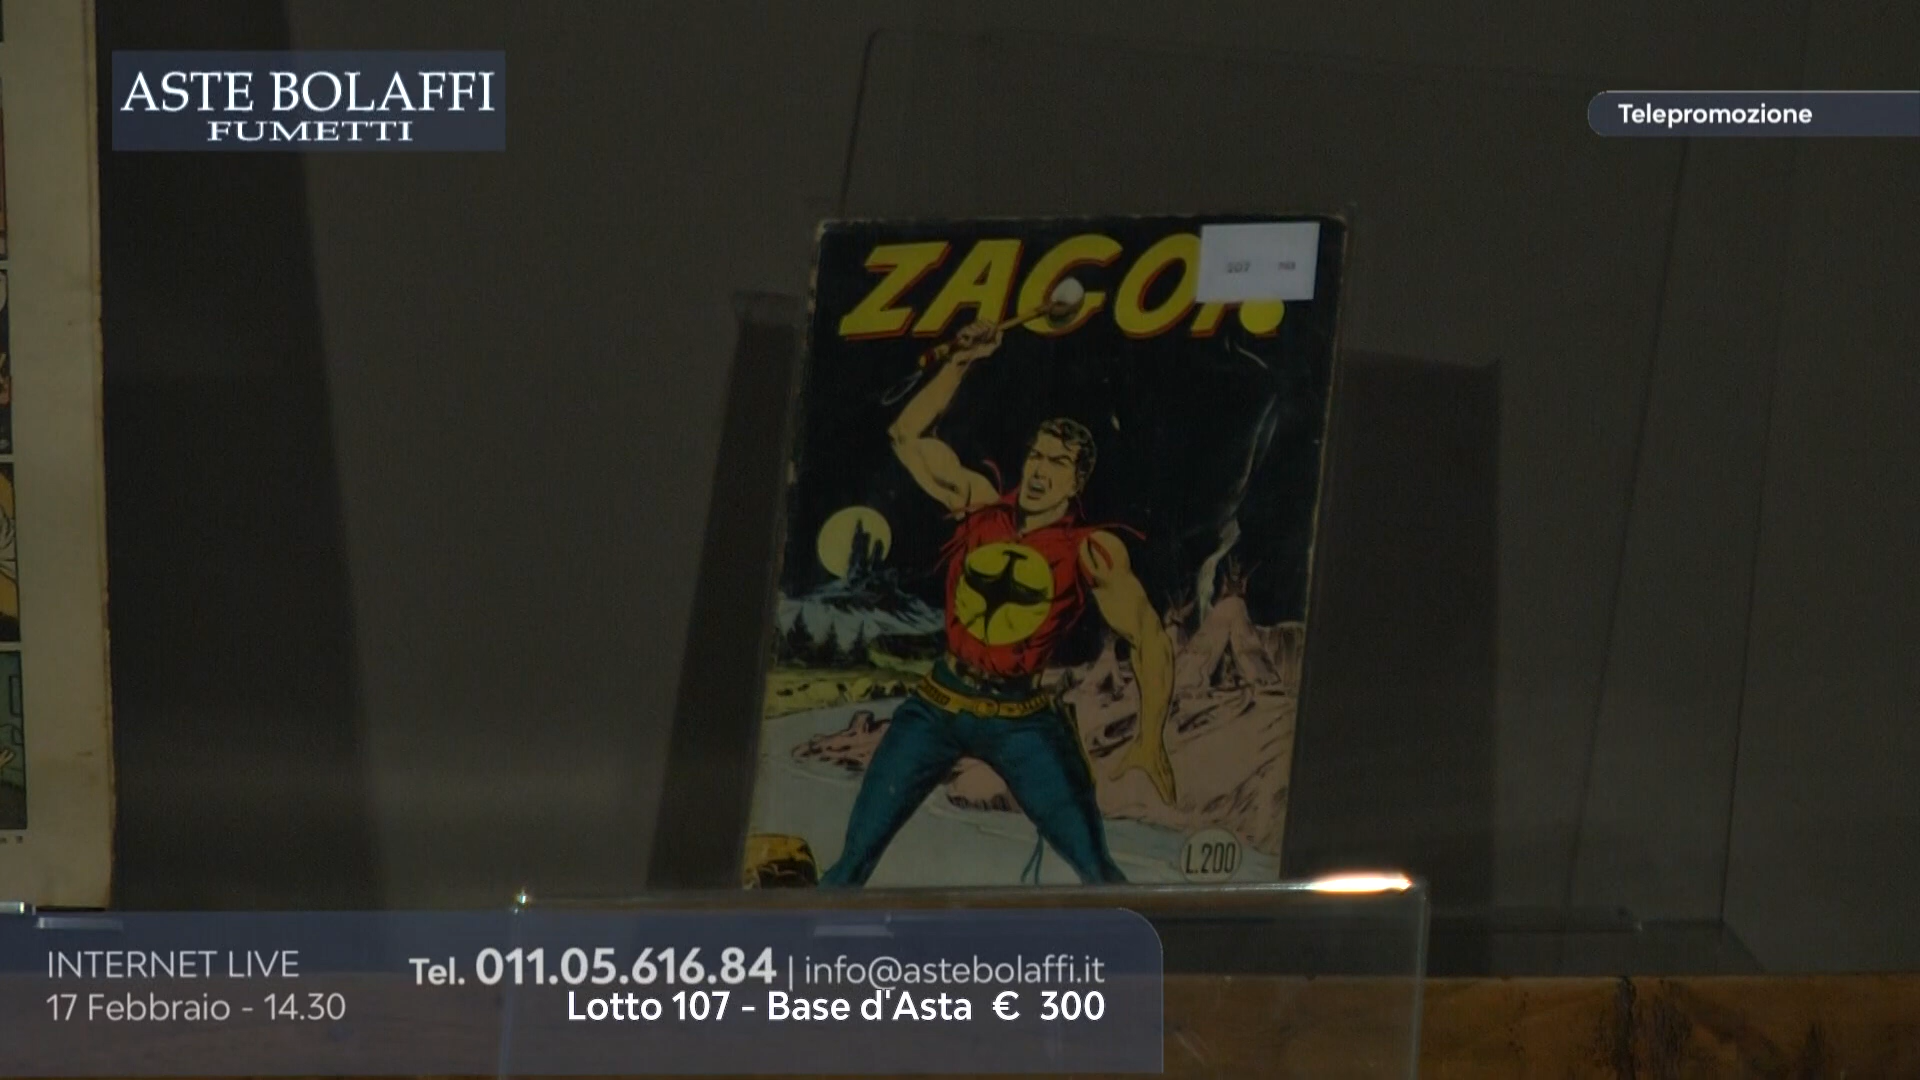 ASTE BOLAFFI
FUMETTI
Telepromozione
ZAGOR
L.200
INTERNET LIVE
17 Febbraio - 14.30
Tel. 011.05.616.84 | info@astebolaffi.it
Lotto 107 - Base d'Asta € 300